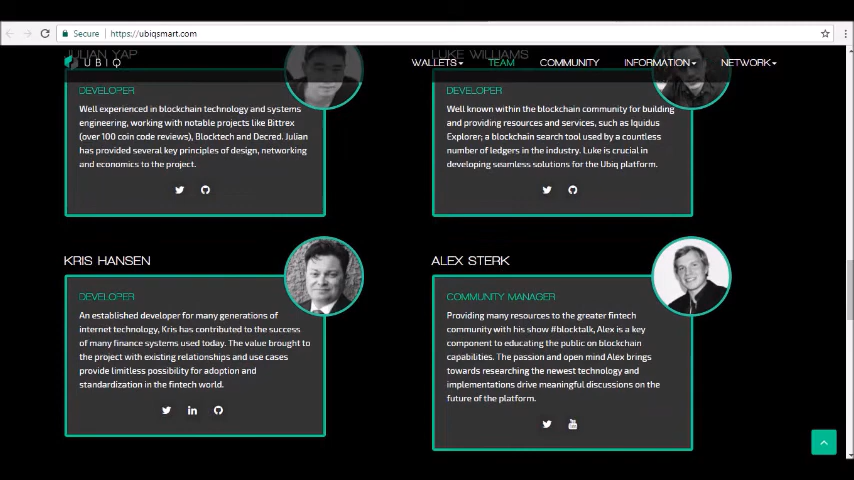 Secure
https://ubiqsmart.com
JULIAN YAP
LUKE WILLIAMS
UBIQ
WALLETS
TEAM
COMMUNITY
INFORMATION
NETWORK
DEVELOPER
Well experienced in blockchain technology and systems
engineering, working with notable projects like Bittrex
(over 100 coin code reviews), Blocktech and Decred. Julian
has provided several key principles of design, networking
and economics to the project.
DEVELOPER
Well known within the blockchain community for building
and providing resources and services, such as Iquidus
Explorer; a blockchain search tool used by a countless
number of ledgers in the industry. Luke is crucial in
developing seamless solutions for the Ubiq platform.
KRIS HANSEN
DEVELOPER
An established developer for many generations of
internet technology, Kris has contributed to the success
of many finance systems used today. The value brought to
the project with existing relationships and use cases
provide limitless possibility for adoption and
standardization in the fintech world.
ALEX STERK
COMMUNITY MANAGER
Providing many resources to the greater fintech
community with his show #blocktalk, Alex is a key
component to educating the public on blockchain
capabilities. The passion and open mind Alex brings
towards researching the newest technology and
implementations drive meaningful discussions on the
future of the platform.